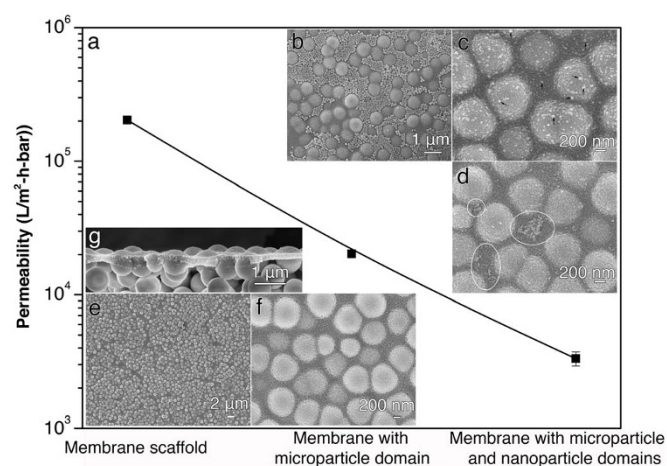 Permeability (L/m²-h-bar))
10⁶
10⁵
10⁴
10³
a
b
1 μm
c
200 nm
d
200 nm
g
1 μm
e
2 μm
f
200 nm
Membrane scaffold
Membrane with
microparticle domain
Membrane with microparticle
and nanoparticle domains